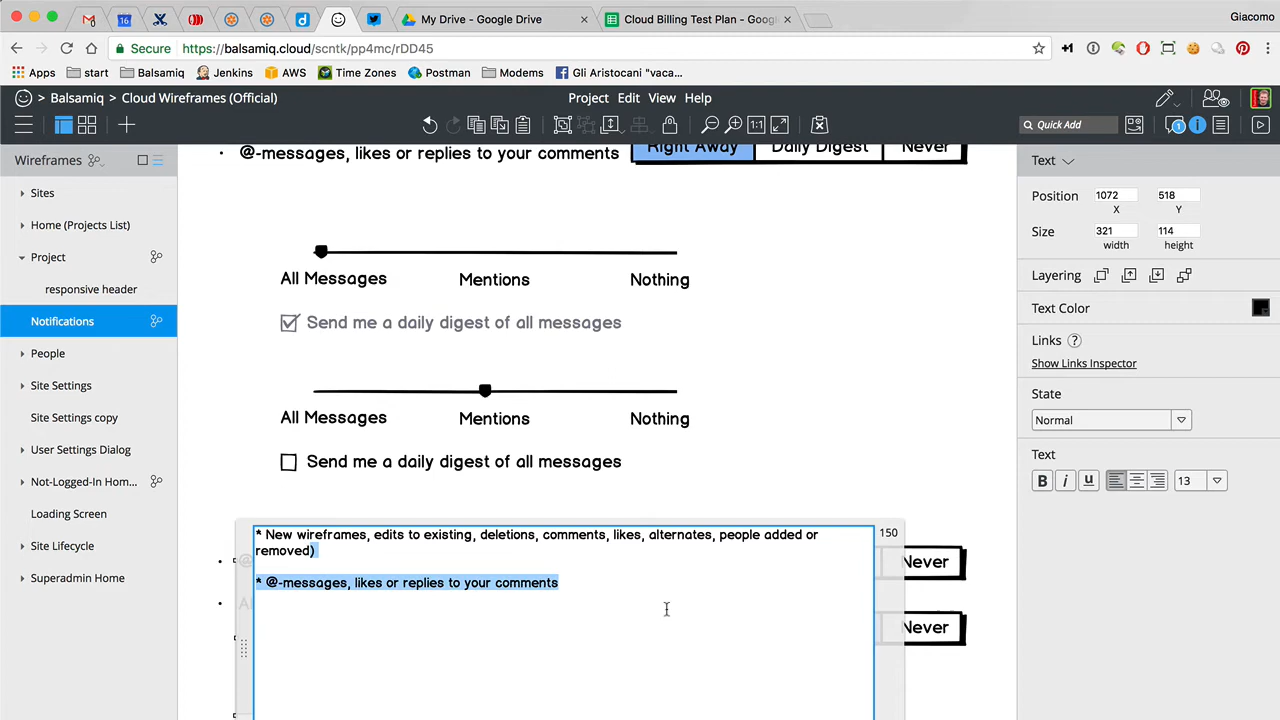 My Drive - Google Drive
Cloud Billing Test Plan - Goog
Giacomo
16
Secure
https://balsamiq.cloud/scntk/pp4mc/rDD45
Apps
start
Balsamiq
Jenkins
AWS
Time Zones
Postman
Modems
Gli Aristocani "vaca...
Balsamiq > Cloud Wireframes (Official)
Project Edit View Help
1:1
Quick Add
1
Wireframes
Sites
Home (Projects List)
Project
responsive header
Notifications
People
Site Settings
Site Settings copy
User Settings Dialog
Not-Logged-In Hom...
Loading Screen
Site Lifecycle
Superadmin Home
@-messages, likes or replies to your comments
Right Away Daily Digest Never
All Messages Mentions Nothing
Send me a daily digest of all messages
All Messages Mentions Nothing
Send me a daily digest of all messages
* New wireframes, edits to existing, deletions, comments, likes, alternates, people added or
removed)
* @-messages, likes or replies to your comments
150
Never
Never
Text
Position 1072 518
X Y
Size 321 114
width height
Layering
Text Color
Links ?
Show Links Inspector
State
Normal
Text
B i U 13